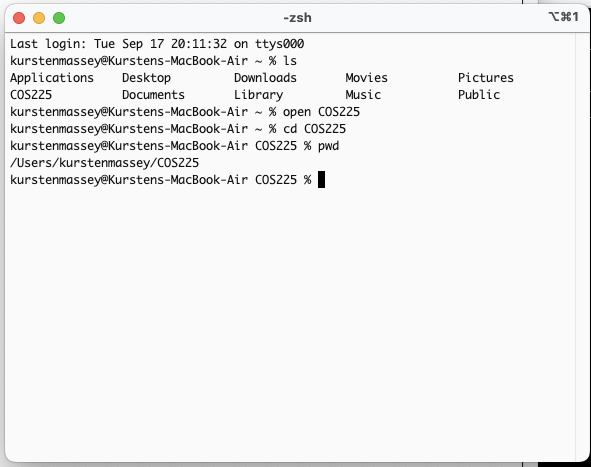 -zsh
⌥⌘1
Last login: Tue Sep 17 20:11:32 on ttys000
kurstenmassey@Kurstens-MacBook-Air ~ % ls
Applications    Desktop         Downloads       Movies          Pictures
COS225          Documents       Library         Music           Public
kurstenmassey@Kurstens-MacBook-Air ~ % open COS225
kurstenmassey@Kurstens-MacBook-Air ~ % cd COS225
kurstenmassey@Kurstens-MacBook-Air COS225 % pwd
/Users/kurstenmassey/COS225
kurstenmassey@Kurstens-MacBook-Air COS225 %